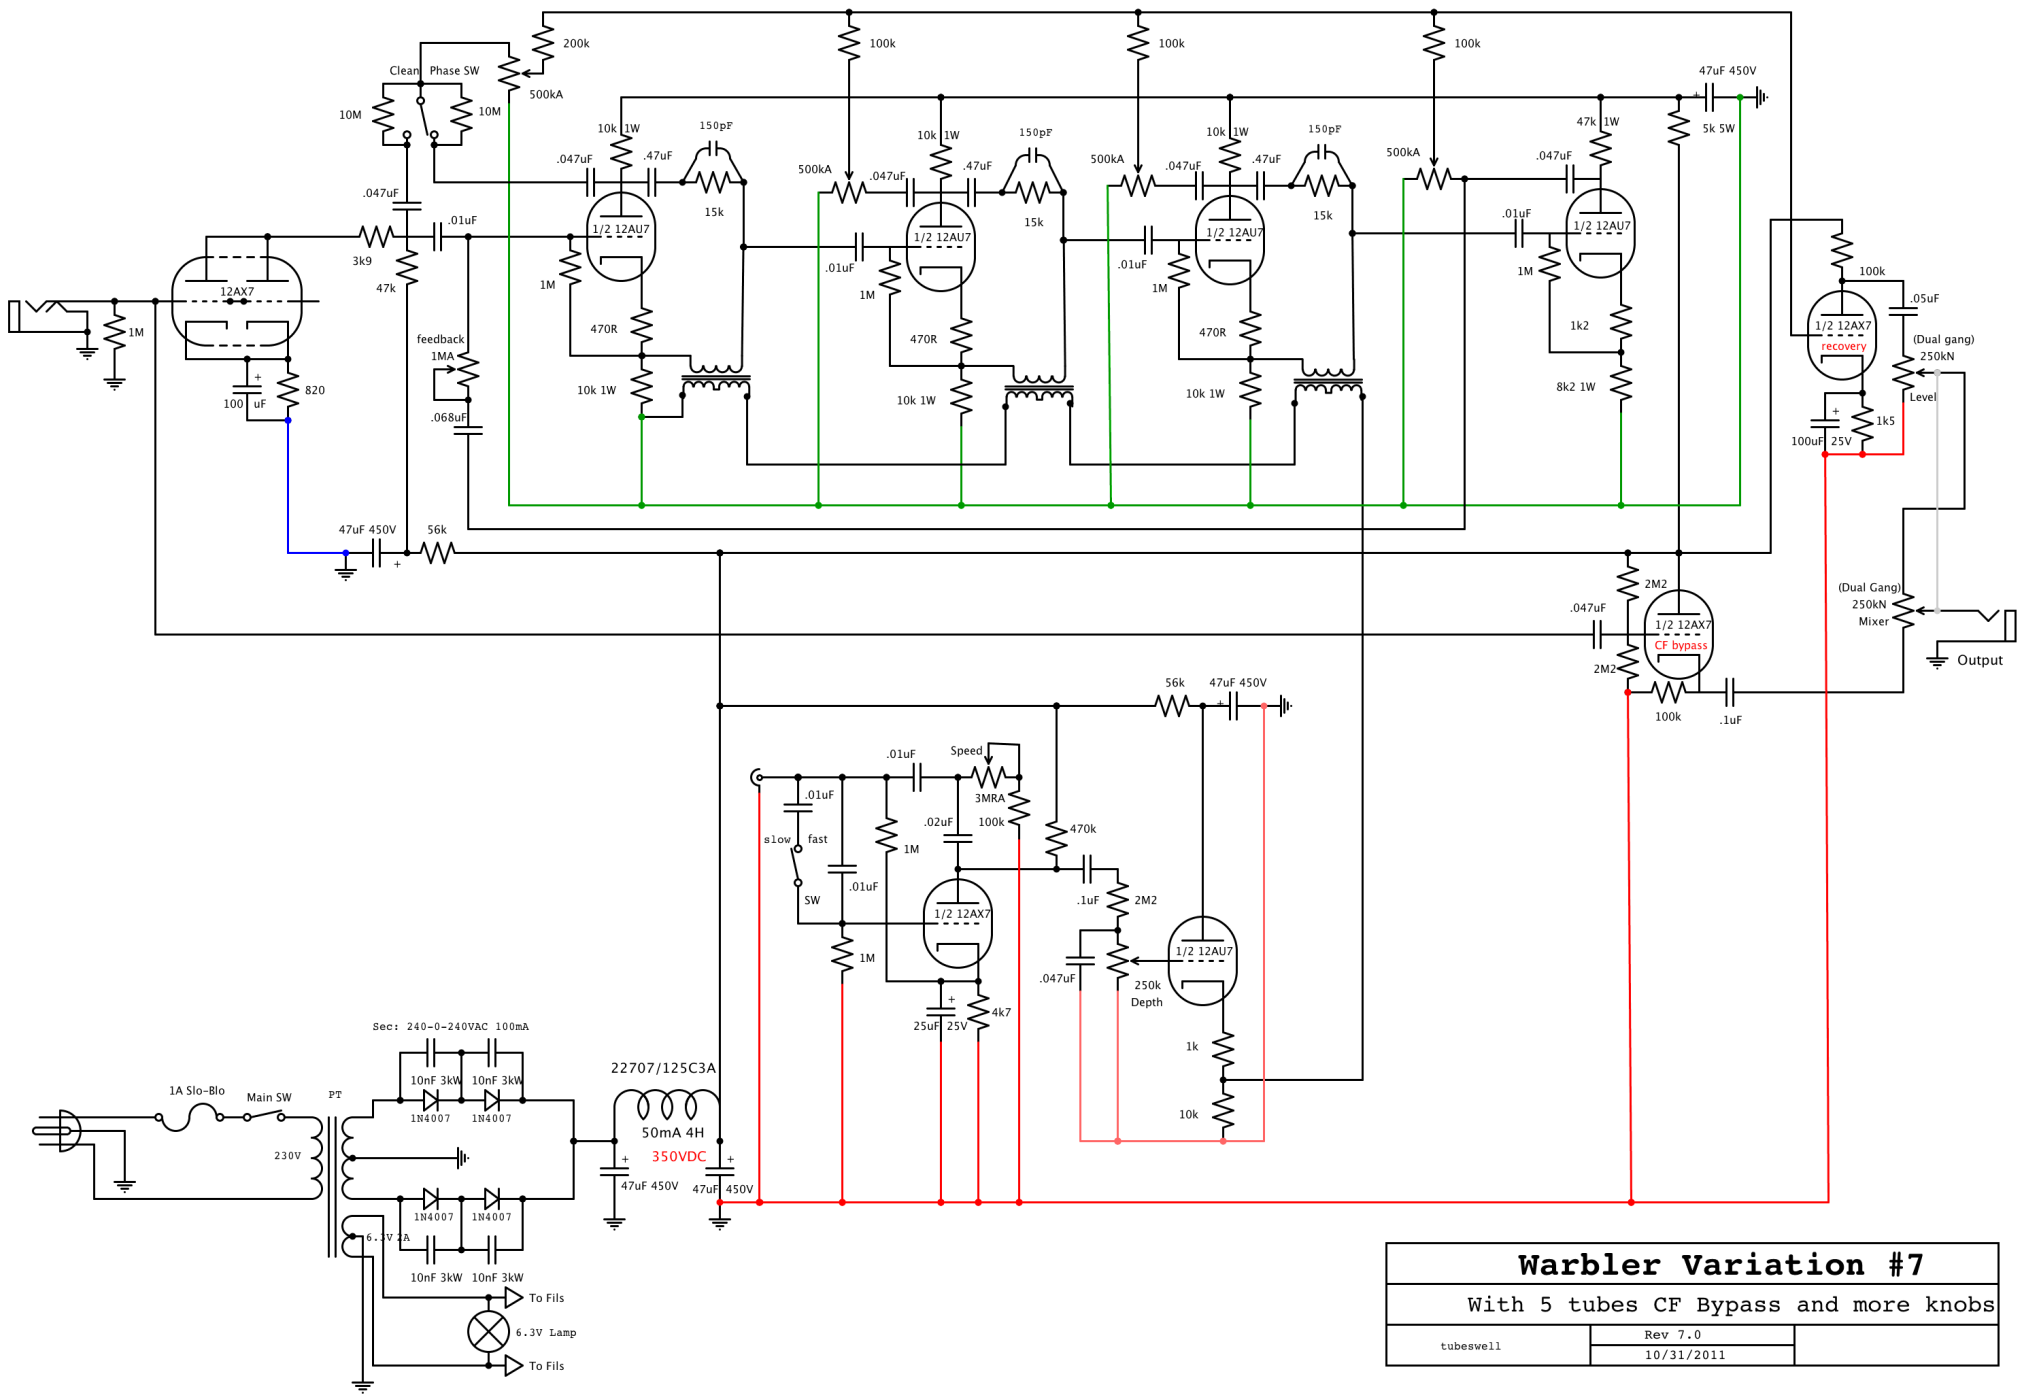 200k
100k
100k
100k
Clean
Phase SW
500kA
10M
10M
47uF 450V
5k 5W
10k 1W
150pF
.047uF
.47uF
15k
10k 1W
150pF
500kA
.047uF
.47uF
15k
10k 1W
150pF
500kA
.047uF
.47uF
15k
47k 1W
500kA
.047uF
.047uF
.01uF
3k9
47k
1/2 12AU7
1M
.01uF
1/2 12AU7
1M
.01uF
1/2 12AU7
1M
.01uF
1/2 12AU7
1M
100k
.05uF
12AX7
1M
1/2 12AX7
recovery
(Dual gang)
250kN
Level
feedback
1MA
470R
470R
470R
1k2
820
+
100 uF
10k 1W
10k 1W
10k 1W
8k2 1W
.068uF
+
100uF 25V
1k5
47uF 450V
+
56k
2M2
.047uF
1/2 12AX7
CF bypass
2M2
100k
.1uF
(Dual Gang)
250kN
Mixer
Output
56k
47uF 450V
+
Speed
.01uF
3MRA
.01uF
100k
.02uF
470k
slow
fast
1M
.01uF
SW
.1uF
2M2
1/2 12AX7
1/2 12AU7
1M
.047uF
250k
Depth
+
25uF 25V
4k7
1k
10k
Sec: 240-0-240VAC 100mA
10nF 3kW
10nF 3kW
22707/125C3A
1A Slo-Blo
Main SW
PT
1N4007
1N4007
50mA 4H
350VDC
230V
+
47uF 450V
+
47uF 450V
1N4007
1N4007
6.3V 2A
10nF 3kW
10nF 3kW
To Fils
6.3V Lamp
To Fils
Warbler Variation #7
With 5 tubes CF Bypass and more knobs
tubeswell
Rev 7.0
10/31/2011